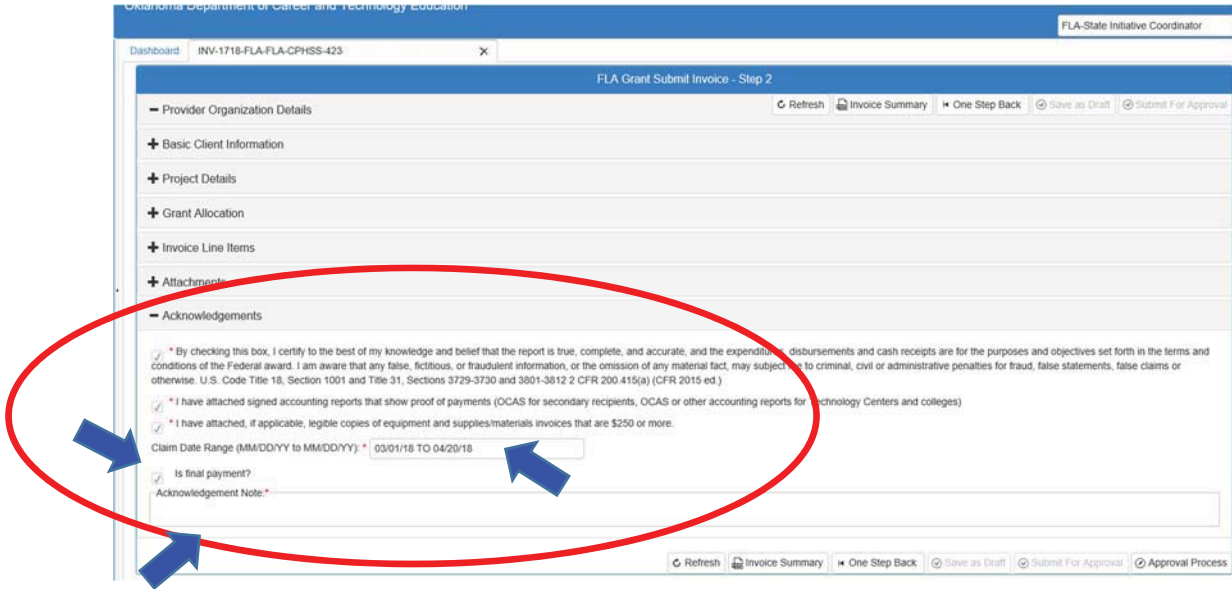 Oklahoma Department of Career and Technology Education
FLA-State Initiative Coordinator
Dashboard INV-1718-FLA-FLA-CPHSS-423
FLA Grant Submit Invoice - Step 2
Provider Organization Details
Refresh Invoice Summary One Step Back Save as Draft Submit For Approval
Basic Client Information
Project Details
Grant Allocation
Invoice Line Items
Attachments
Acknowledgements
* By checking this box, I certify to the best of my knowledge and belief that the report is true, complete, and accurate, and the expenditures, disbursements and cash receipts are for the purposes and objectives set forth in the terms and
conditions of the Federal award. I am aware that any false, fictitious, or fraudulent information, or the omission of any material fact, may subject me to criminal, civil or administrative penalties for fraud, false statements, false claims or
otherwise. U.S. Code Title 18, Section 1001 and Title 31, Sections 3729-3730 and 3801-3812 2 CFR 200.415(a) (CFR 2015 ed.)
* I have attached signed accounting reports that show proof of payments (OCAS for secondary recipients, OCAS or other accounting reports for Technology Centers and colleges)
* I have attached, if applicable, legible copies of equipment and supplies/materials invoices that are $250 or more.
Claim Date Range (MM/DD/YY to MM/DD/YY): * 03/01/18 TO 04/20/18
Is final payment?
Acknowledgement Note:*
Refresh Invoice Summary One Step Back Save as Draft Submit For Approval Approval Process